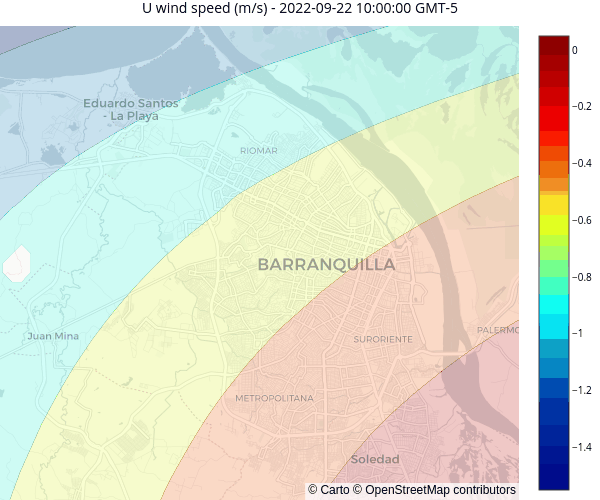 U wind speed (m/s) - 2022-09-22 10:00:00 GMT-5
Eduardo Santos
- La Playa
RIOMAR
BARRANQUILLA
Juan Mina
SURORIENTE
PALERMO
METROPOLITANA
Soledad
© Carto © OpenStreetMap contributors
0
−0.2
−0.4
−0.6
−0.8
−1
−1.2
−1.4